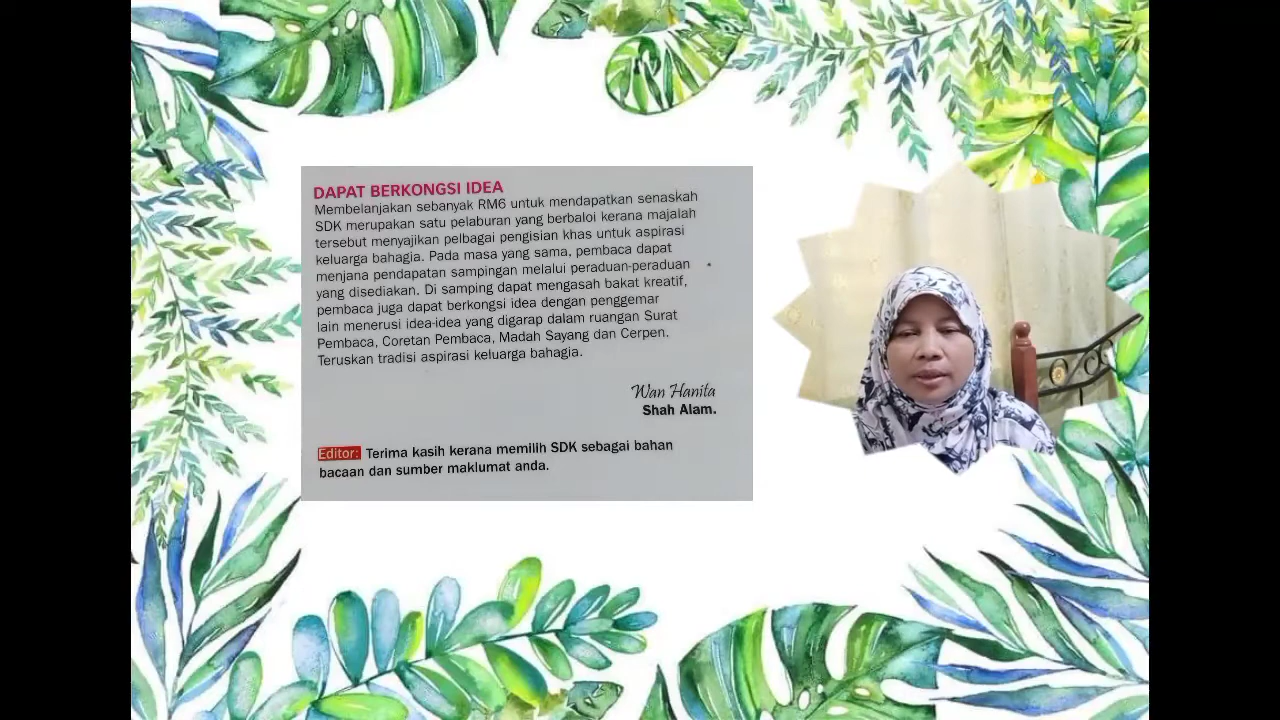 DAPAT BERKONGSI IDEA
Membelanjakan sebanyak RM6 untuk mendapatkan senaskah
SDK merupakan satu pelaburan yang berbaloi kerana majalah
tersebut menyajikan pelbagai pengisian khas untuk aspirasi
keluarga bahagia. Pada masa yang sama, pembaca dapat
menjana pendapatan sampingan melalui peraduan-peraduan
yang disediakan. Di samping dapat mengasah bakat kreatif,
pembaca juga dapat berkongsi idea dengan penggemar
lain menerusi idea-idea yang digarap dalam ruangan Surat
Pembaca, Coretan Pembaca, Madah Sayang dan Cerpen.
Teruskan tradisi aspirasi keluarga bahagia.
Wan Hanita
Shah Alam.
Editor: Terima kasih kerana memilih SDK sebagai bahan
bacaan dan sumber maklumat anda.